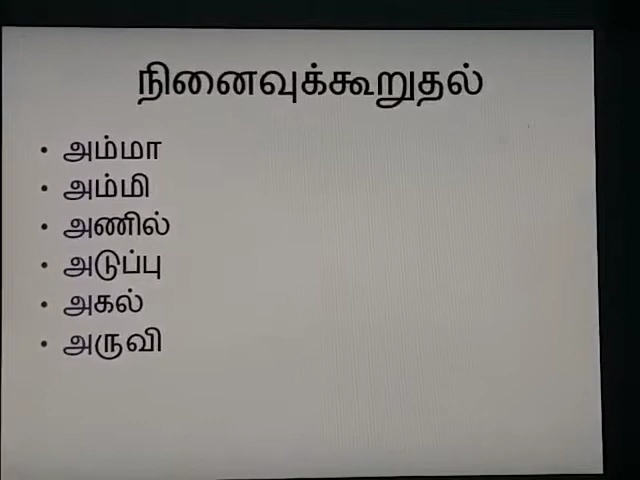 நினைவுக்கூறுதல்
• அம்மா
• அம்மி
• அணில்
• அடுப்பு
• அகல்
• அருவி